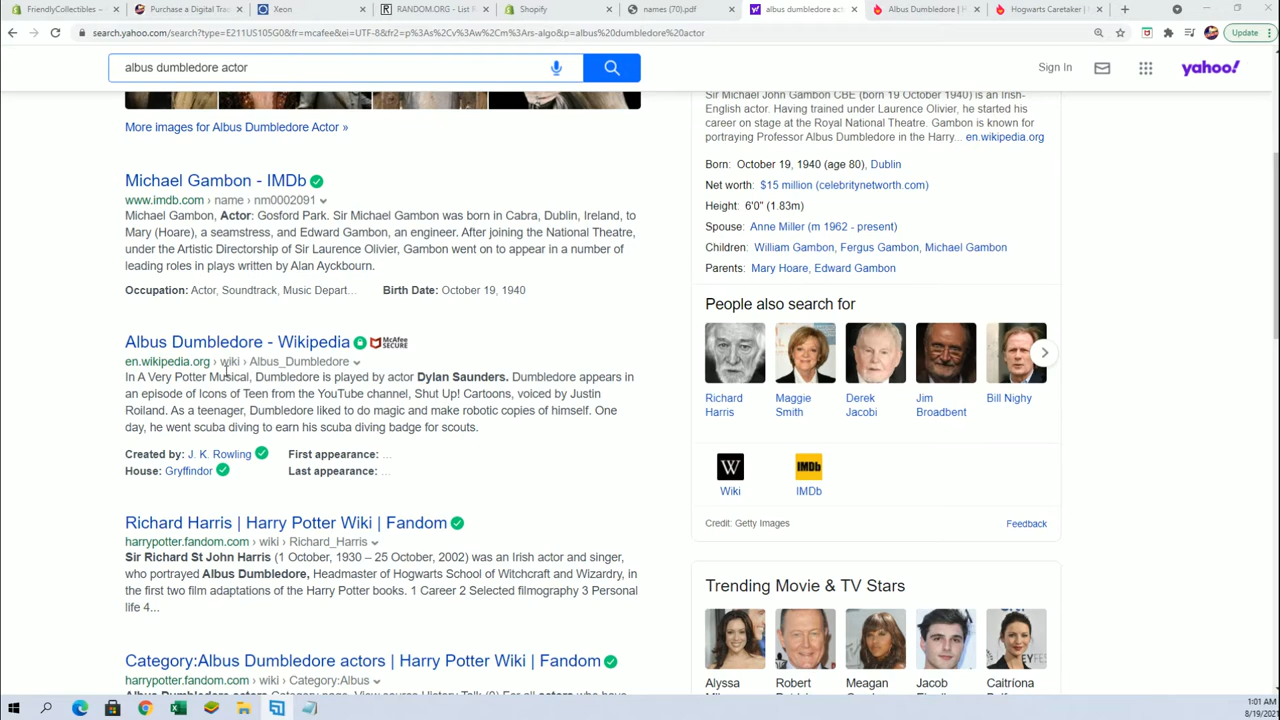 FriendlyCollectibles –
Purchase a Digital Tra
Xeon
RANDOM.ORG - List R
Shopify
names (70).pdf
albus dumbledore act
Albus Dumbledore | H
Hogwarts Caretaker |
search.yahoo.com/search?type=E211US105G08&fr=mcafee&ei=UTF-8&fr2=p%3As%2Cv%3Aw%2Cm%3Ars-algo&p=albus%20dumbledore%20actor
Update
albus dumbledore actor
Sign In
yahoo!
More images for Albus Dumbledore Actor »
Michael Gambon - IMDb
www.imdb.com › name › nm0002091
Michael Gambon, Actor: Gosford Park. Sir Michael Gambon was born in Cabra, Dublin, Ireland, to
Mary (Hoare), a seamstress, and Edward Gambon, an engineer. After joining the National Theatre,
under the Artistic Directorship of Sir Laurence Olivier, Gambon went on to appear in a number of
leading roles in plays written by Alan Ayckbourn.
Occupation: Actor, Soundtrack, Music Depart... Birth Date: October 19, 1940
Albus Dumbledore - Wikipedia
McAfee
SECURE
en.wikipedia.org › wiki › Albus_Dumbledore
In A Very Potter Musical, Dumbledore is played by actor Dylan Saunders. Dumbledore appears in
an episode of Icons of Teen from the YouTube channel, Shut Up! Cartoons, voiced by Justin
Roiland. As a teenager, Dumbledore liked to do magic and make robotic copies of himself. One
day, he went scuba diving to earn his scuba diving badge for scouts.
Created by: J. K. Rowling First appearance: ...
House: Gryffindor Last appearance: ...
Richard Harris | Harry Potter Wiki | Fandom
harrypotter.fandom.com › wiki › Richard_Harris
Sir Richard St John Harris (1 October, 1930 – 25 October, 2002) was an Irish actor and singer,
who portrayed Albus Dumbledore, Headmaster of Hogwarts School of Witchcraft and Wizardry, in
the first two film adaptations of the Harry Potter books. 1 Career 2 Selected filmography 3 Personal
life 4...
Category:Albus Dumbledore actors | Harry Potter Wiki | Fandom
harrypotter.fandom.com › wiki › Category:Albus
Sir Michael John Gambon CBE (born 19 October 1940) is an Irish-
English actor. Having trained under Laurence Olivier, he started his
career on stage at the Royal National Theatre. Gambon is known for
portraying Professor Albus Dumbledore in the Harry... en.wikipedia.org
Born: October 19, 1940 (age 80), Dublin
Net worth: $15 million (celebritynetworth.com)
Height: 6'0" (1.83m)
Spouse: Anne Miller (m 1962 - present)
Children: William Gambon, Fergus Gambon, Michael Gambon
Parents: Mary Hoare, Edward Gambon
People also search for
Richard Harris
Maggie Smith
Derek Jacobi
Jim Broadbent
Bill Nighy
W
IMDb
Wiki
IMDb
Credit: Getty Images
Feedback
Trending Movie & TV Stars
Alyssa
Robert
Meagan
Jacob
Caitríona
1:01 AM
8/19/2021